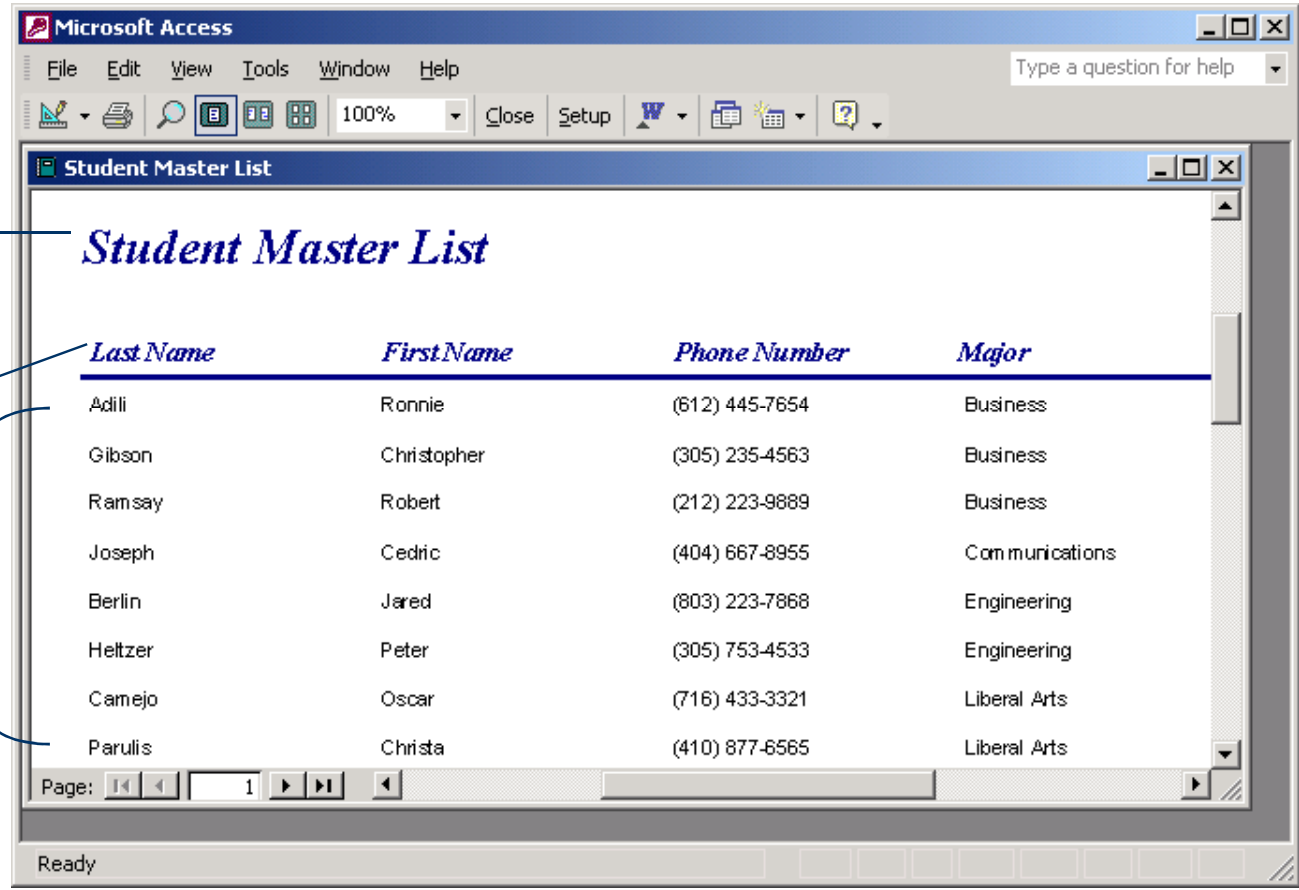 Microsoft Access
File Edit View Tools Window Help Type a question for help
100% Close Setup
Student Master List
Student Master List
Last Name First Name Phone Number Major
Adili Ronnie (612) 445-7654 Business
Gibson Christopher (305) 235-4563 Business
Ramsay Robert (212) 223-9889 Business
Joseph Cedric (404) 667-8955 Communications
Berlin Jared (803) 223-7868 Engineering
Heltzer Peter (305) 753-4533 Engineering
Camejo Oscar (716) 433-3321 Liberal Arts
Parulis Christa (410) 877-6565 Liberal Arts
Page: 1
Ready